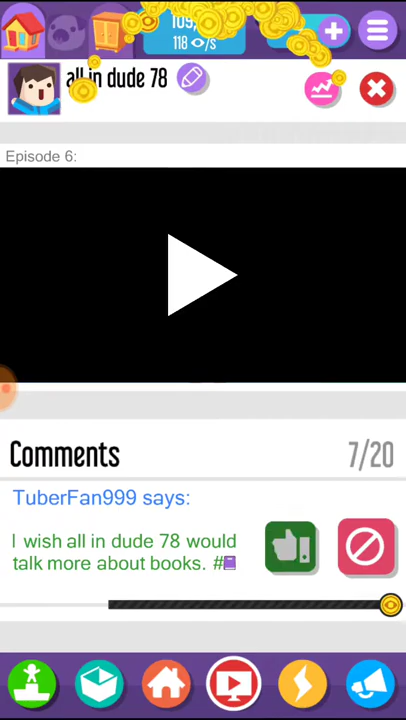 118 /s
all in dude 78
Episode 6:
Comments 7/20
TuberFan999 says:
I wish all in dude 78 would
talk more about books. #